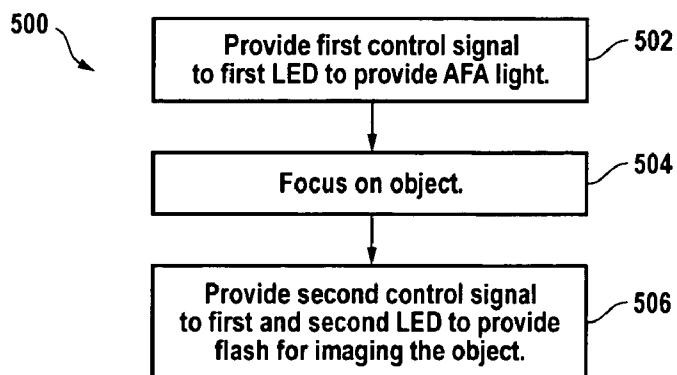 500
Provide first control signal
to first LED to provide AFA light.
502
Focus on object.
504
Provide second control signal
to first and second LED to provide
flash for imaging the object.
506